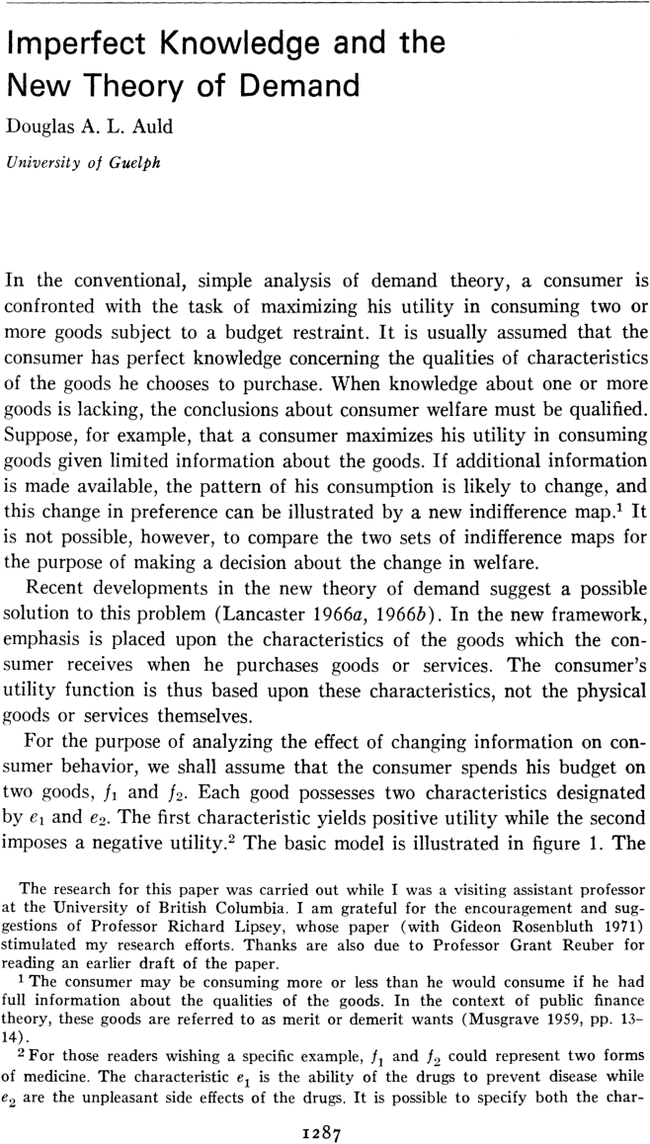 Imperfect Knowledge and the
New Theory of Demand
Douglas A. L. Auld
University of Guelph
In the conventional, simple analysis of demand theory, a consumer is
confronted with the task of maximizing his utility in consuming two or
more goods subject to a budget restraint. It is usually assumed that the
consumer has perfect knowledge concerning the qualities of characteristics
of the goods he chooses to purchase. When knowledge about one or more
goods is lacking, the conclusions about consumer welfare must be qualified.
Suppose, for example, that a consumer maximizes his utility in consuming
goods given limited information about the goods. If additional information
is made available, the pattern of his consumption is likely to change, and
this change in preference can be illustrated by a new indifference map.¹ It
is not possible, however, to compare the two sets of indifference maps for
the purpose of making a decision about the change in welfare.
Recent developments in the new theory of demand suggest a possible
solution to this problem (Lancaster 1966a, 1966b). In the new framework,
emphasis is placed upon the characteristics of the goods which the con-
sumer receives when he purchases goods or services. The consumer's
utility function is thus based upon these characteristics, not the physical
goods or services themselves.
For the purpose of analyzing the effect of changing information on con-
sumer behavior, we shall assume that the consumer spends his budget on
two goods, f₁ and f₂. Each good possesses two characteristics designated
by e₁ and e₂. The first characteristic yields positive utility while the second
imposes a negative utility.² The basic model is illustrated in figure 1. The
The research for this paper was carried out while I was a visiting assistant professor
at the University of British Columbia. I am grateful for the encouragement and sug-
gestions of Professor Richard Lipsey, whose paper (with Gideon Rosenbluth 1971)
stimulated my research efforts. Thanks are also due to Professor Grant Reuber for
reading an earlier draft of the paper.
¹ The consumer may be consuming more or less than he would consume if he had
full information about the qualities of the goods. In the context of public finance
theory, these goods are referred to as merit or demerit wants (Musgrave 1959, pp. 13–
14).
² For those readers wishing a specific example, f₁ and f₂ could represent two forms
of medicine. The characteristic e₁ is the ability of the drugs to prevent disease while
e₂ are the unpleasant side effects of the drugs. It is possible to specify both the char-
1287